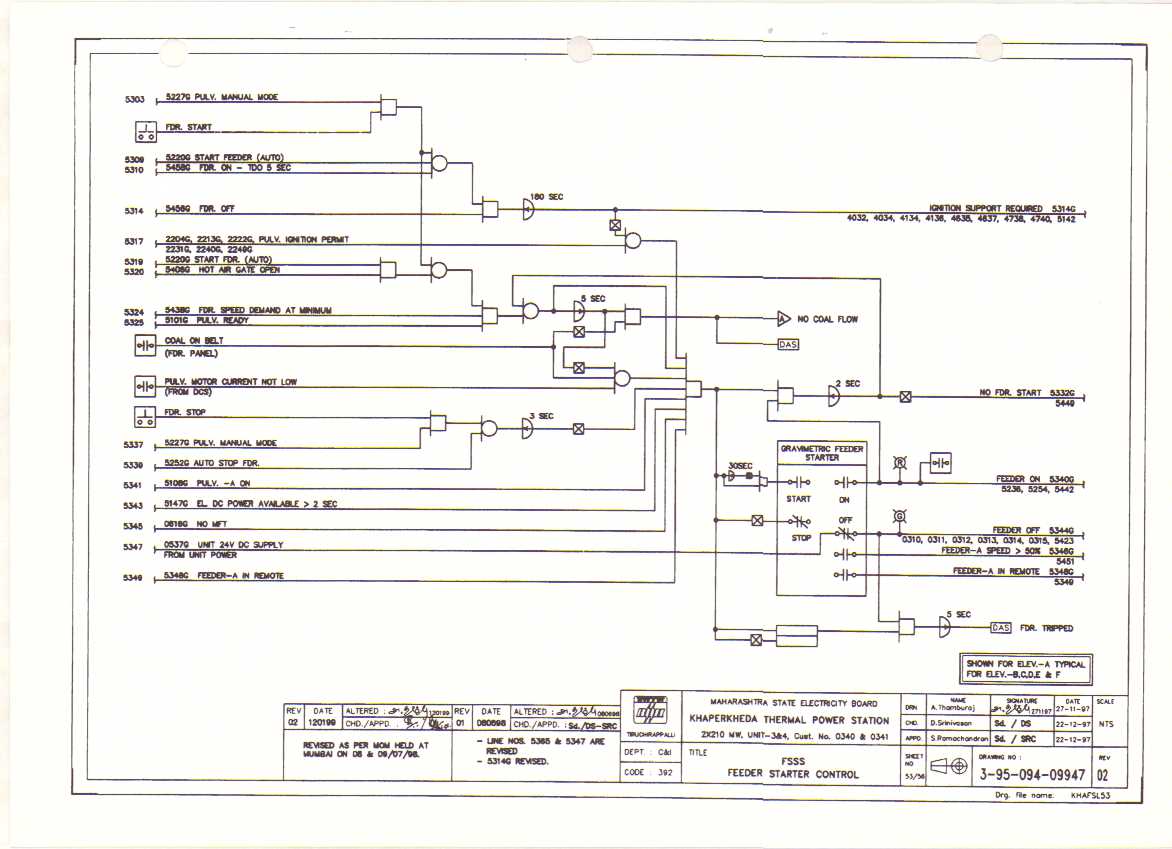 5303 5227G PULV. MANUAL MODE
FDR. START
5309 5220G START FEEDER (AUTO)
5310 5458G FDR. ON - TDO 5 SEC
180 SEC
5314 5456G FDR. OFF
IGNITION SUPPORT REQUIRED 5314G
4032, 4034, 4134, 4136, 4635, 4637, 4738, 4740, 5142
5317 2204G, 2213G, 2222G, PULV. IGNITION PERMIT
2231G, 2240G, 2249G
5319 5220G START FDR. (AUTO)
5320 5406G HOT AIR GATE OPEN
5 SEC
5324 5438G FDR. SPEED DEMAND AT MINIMUM
5325 5101G PULV. READY
A NO COAL FLOW
COAL ON BELT
(FDR. PANEL)
DAS
PULV. MOTOR CURRENT NOT LOW
(FROM DCS)
2 SEC
NO FDR. START 5332G
5449
FDR. STOP
3 SEC
5337 5227G PULV. MANUAL MODE
GRAVIMETRIC FEEDER
STARTER
5339 5252G AUTO STOP FDR.
30SEC
R
5341 5108G PULV. -A ON
FEEDER ON 5340G
5236, 5254, 5442
START ON
5343 5147G EL. DC POWER AVAILABLE > 2 SEC
G
5345 0618G NO MFT
OFF
FEEDER OFF 5344G
STOP
0310, 0311, 0312, 0313, 0314, 0315, 5423
5347 0537G UNIT 24V DC SUPPLY
FROM UNIT POWER
FEEDER-A SPEED > 50% 5346G
5451
5349 5348G FEEDER-A IN REMOTE
FEEDER-A IN REMOTE 5348G
5349
5 SEC
DAS FDR. TRIPPED
SHOWN FOR ELEV.-A TYPICAL
FOR ELEV.-B,C,D,E & F
REV DATE ALTERED : 120199
02 120199 CHD./APPD. :
REVISED AS PER MOM HELD AT
MUMBAI ON 08 & 09/07/98.
REV DATE ALTERED : 080698
01 080698 CHD./APPD. : Sd./DS-SRC
- LINE NOS. 5365 & 5347 ARE
REVISED
- 5314G REVISED.
TIRUCHIRAPPALLI
DEPT. : C&I
CODE : 392
MAHARASHTRA STATE ELECTRICITY BOARD
KHAPERKHEDA THERMAL POWER STATION
2X210 MW, UNIT-3&4, Cust. No. 0340 & 0341
TITLE
FSSS
FEEDER STARTER CONTROL
NAME SIGNATURE DATE SCALE
DRN A.Thamburaj 271197 27-11-97
CHD. D.Srinivasan Sd. / DS 22-12-97 NTS
APPD S.Ramachandran Sd. / SRC 22-12-97
SHEET
NO
53/56
DRAWING NO :
3-95-094-09947
REV
02
Drg. file name: KHAFSL53